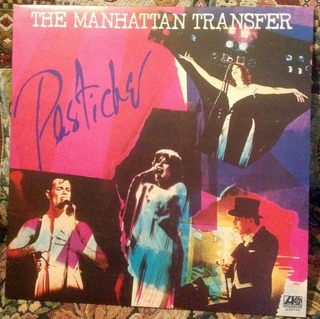 THE MANHATTAN TRANSFER
Pastiche